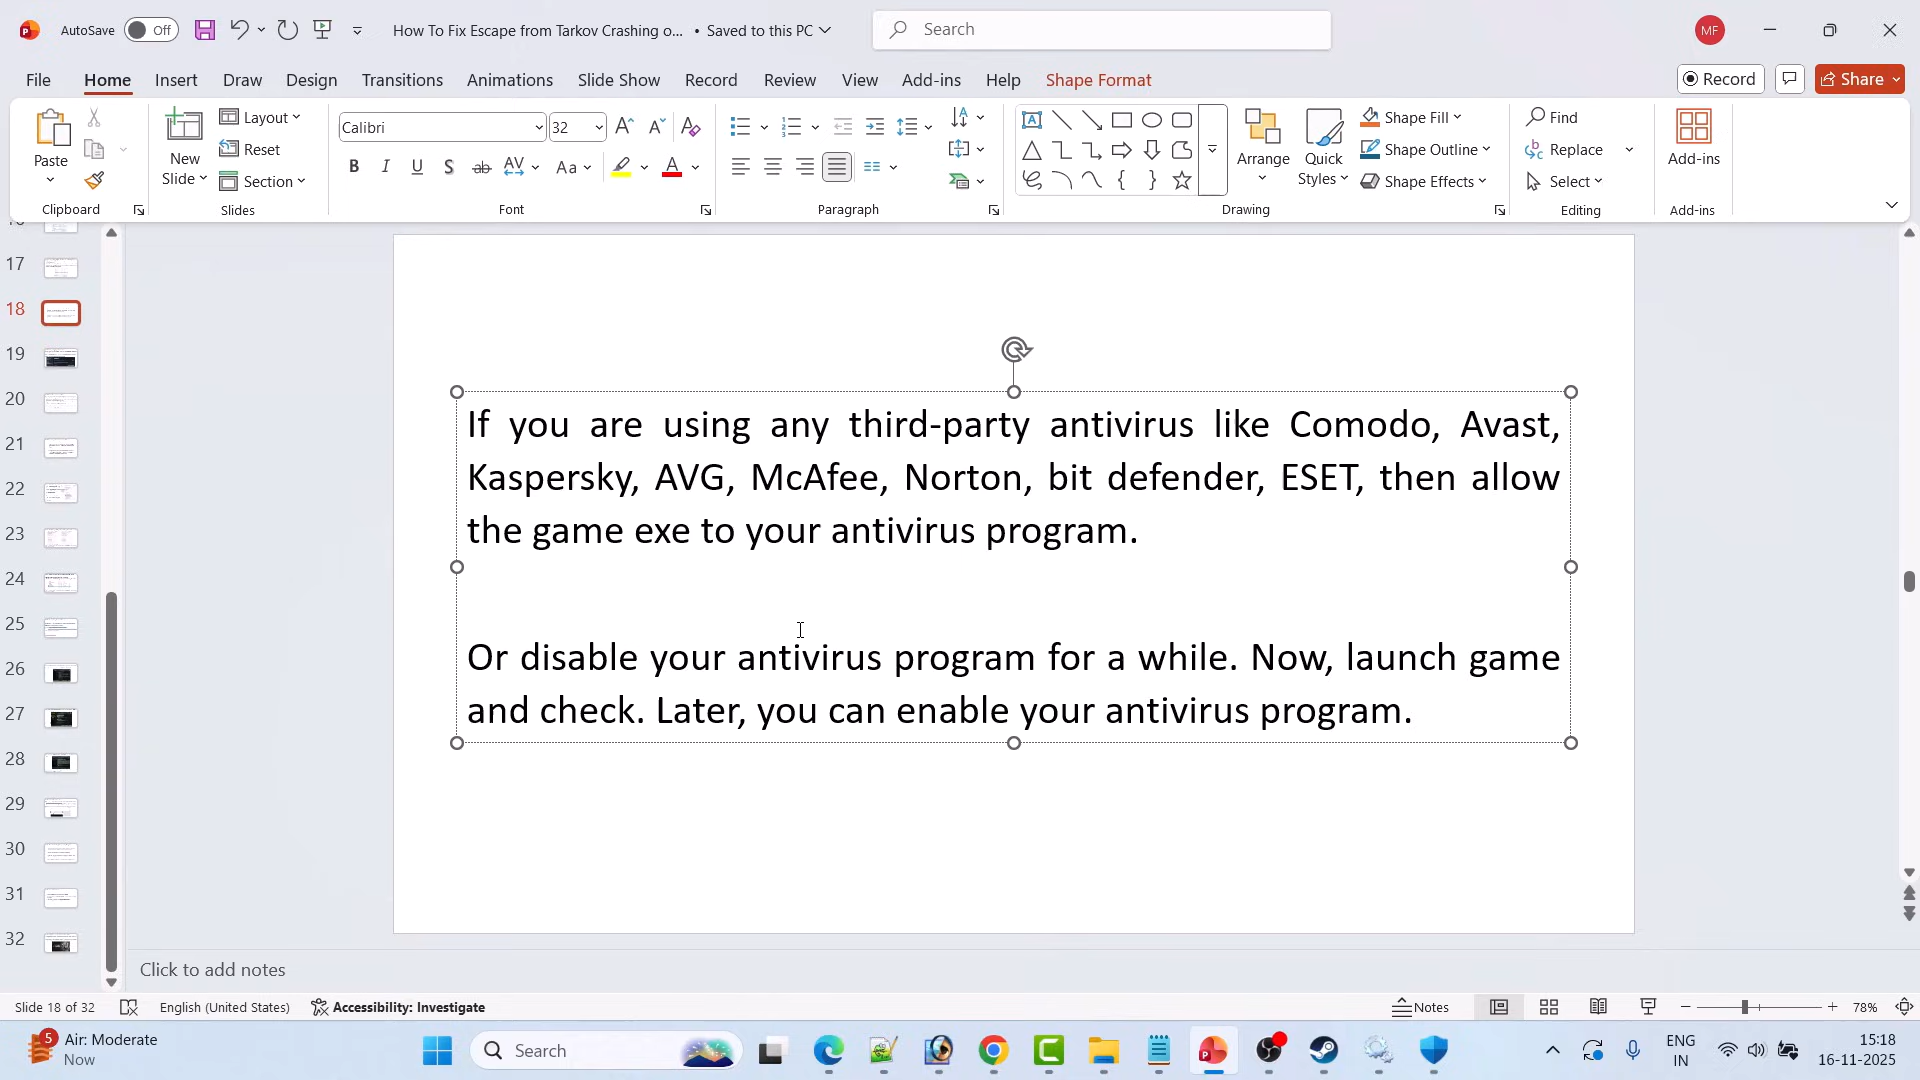 AutoSave
Off
How To Fix Escape from Tarkov Crashing o... • Saved to this PC
Search
MF
File Home Insert Draw Design Transitions Animations Slide Show Record Review View Add-ins Help Shape Format
Record
Share
Paste
Clipboard
New
Slide
Layout
Reset
Section
Slides
Calibri
32
Font
Paragraph
Drawing
Arrange
Quick
Styles
Shape Fill
Shape Outline
Shape Effects
Find
Replace
Select
Editing
Add-ins
Add-ins
17
18
19
20
21
22
23
24
25
26
27
28
29
30
31
32
If you are using any third-party antivirus like Comodo, Avast,
Kaspersky, AVG, McAfee, Norton, bit defender, ESET, then allow
the game exe to your antivirus program.
Or disable your antivirus program for a while. Now, launch game
and check. Later, you can enable your antivirus program.
Click to add notes
Slide 18 of 32
English (United States)
Accessibility: Investigate
Notes
78%
5
Air: Moderate
Now
Search
ENG
IN
15:18
16-11-2025